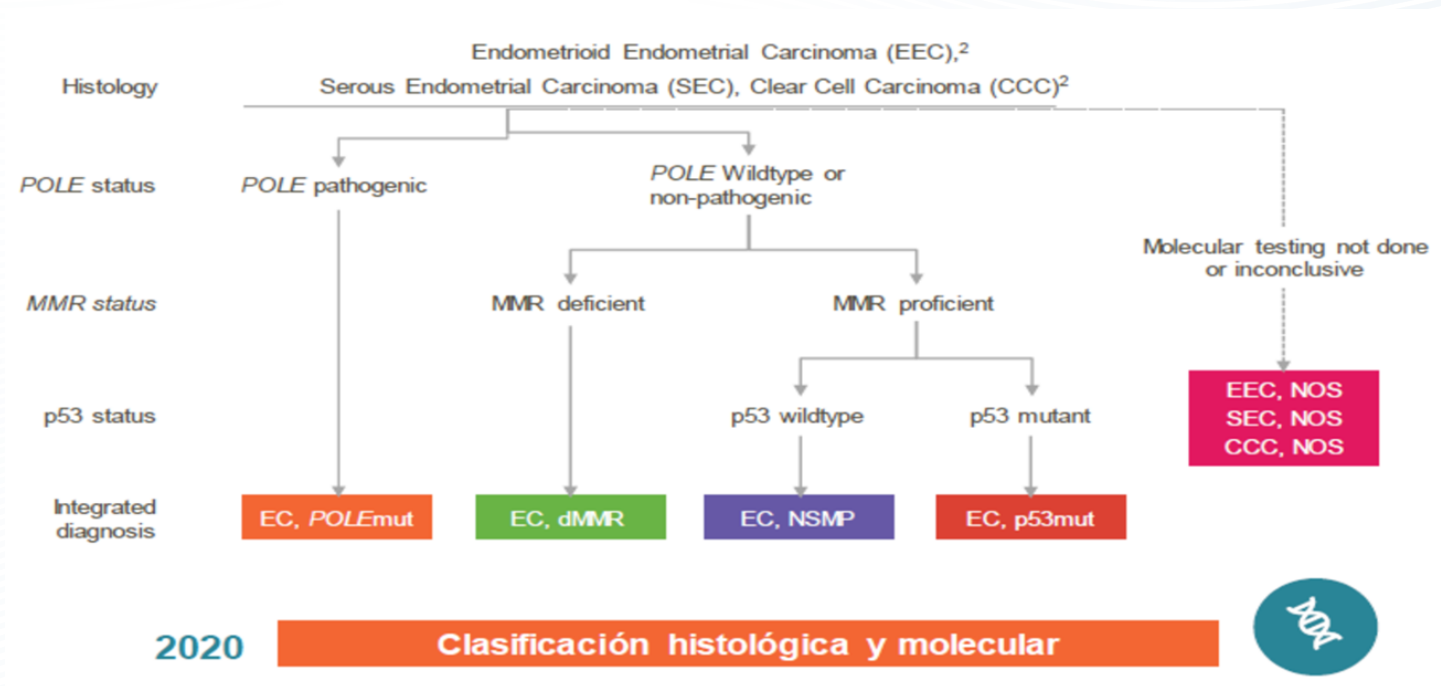 Endometrioid Endometrial Carcinoma (EEC),²
Histology
Serous Endometrial Carcinoma (SEC), Clear Cell Carcinoma (CCC)²
POLE status
POLE pathogenic
POLE Wildtype or
non-pathogenic
Molecular testing not done
or inconclusive
MMR status
MMR deficient
MMR proficient
p53 status
p53 wildtype
p53 mutant
EEC, NOS
SEC, NOS
CCC, NOS
Integrated
diagnosis
EC, POLEmut
EC, dMMR
EC, NSMP
EC, p53mut
2020
Clasificación histológica y molecular